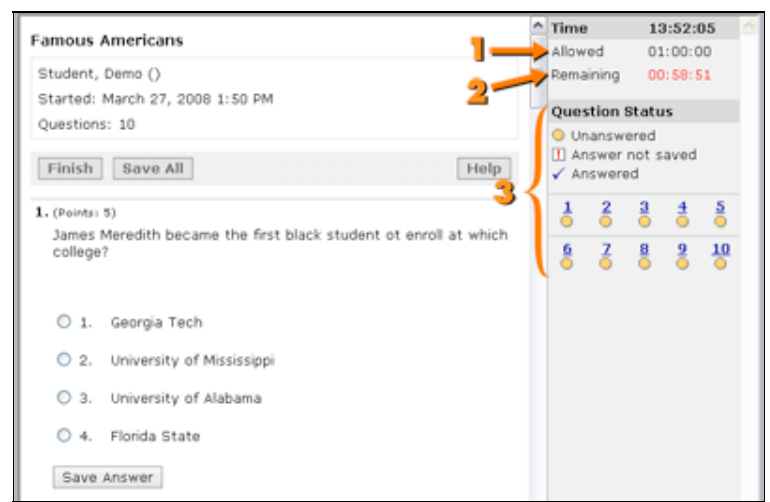 Famous Americans
Student, Demo ()
Started: March 27, 2008 1:50 PM
Questions: 10
Finish Save All Help
1. (Points: 5)
James Meredith became the first black student ot enroll at which
college?
1. Georgia Tech
2. University of Mississippi
3. University of Alabama
4. Florida State
Save Answer
Time 13:52:05
1 Allowed 01:00:00
2 Remaining 00:58:51
3
Question Status
Unanswered
! Answer not saved
✓ Answered
1 2 3 4 5
6 7 8 9 10